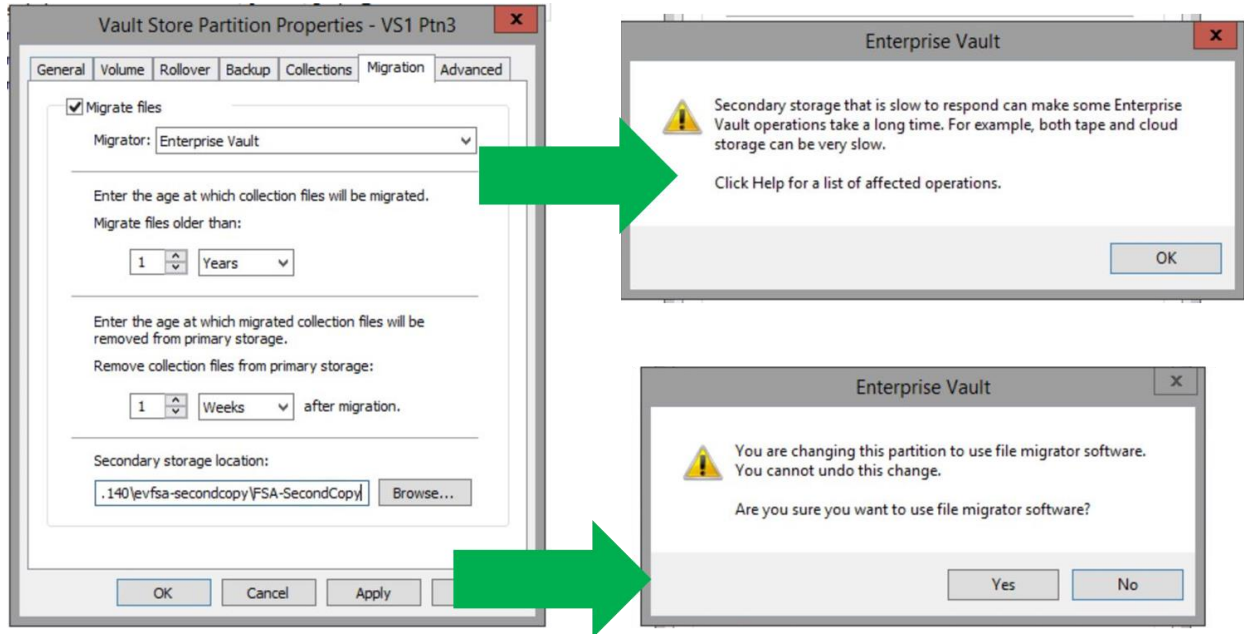 Vault Store Partition Properties - VS1 Ptn3
x
General Volume Rollover Backup Collections Migration Advanced
Migrate files
Migrator: Enterprise Vault
Enter the age at which collection files will be migrated.
Migrate files older than:
1 Years
Enter the age at which migrated collection files will be
removed from primary storage.
Remove collection files from primary storage:
1 Weeks after migration.
Secondary storage location:
.140\evfsa-secondcopy\FSA-SecondCopy Browse...
OK Cancel Apply
Enterprise Vault
x
Secondary storage that is slow to respond can make some Enterprise
Vault operations take a long time. For example, both tape and cloud
storage can be very slow.
Click Help for a list of affected operations.
OK
Enterprise Vault
x
You are changing this partition to use file migrator software.
You cannot undo this change.
Are you sure you want to use file migrator software?
Yes No